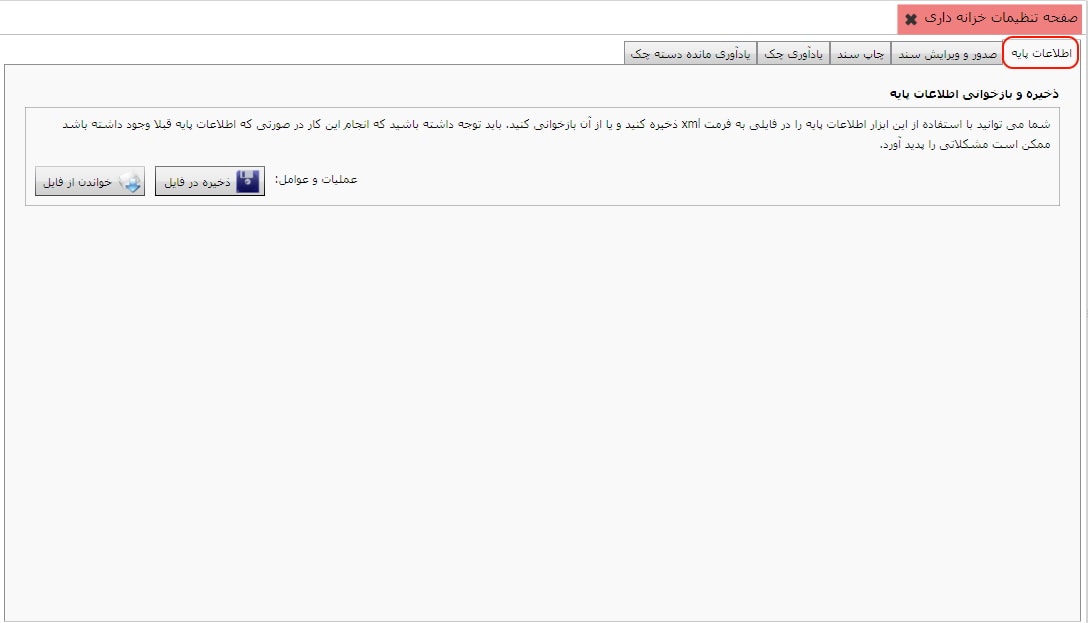 صفحه تنظیمات خزانه داری
اطلاعات پایه
صدور و ویرایش سند
چاپ سند
یادآوری چک
یادآوری مانده دسته چک
ذخیره و بازخوانی اطلاعات پایه
شما می توانید با استفاده از این ابزار اطلاعات پایه را در فایلی به فرمت xml ذخیره کنید و یا از آن بازخوانی کنید. باید توجه داشته باشید که انجام این کار در صورتی که اطلاعات پایه قبلا وجود داشته باشد
ممکن است مشکلاتی را پدید آورد.
عملیات و عوامل:
ذخیره در فایل
خواندن از فایل